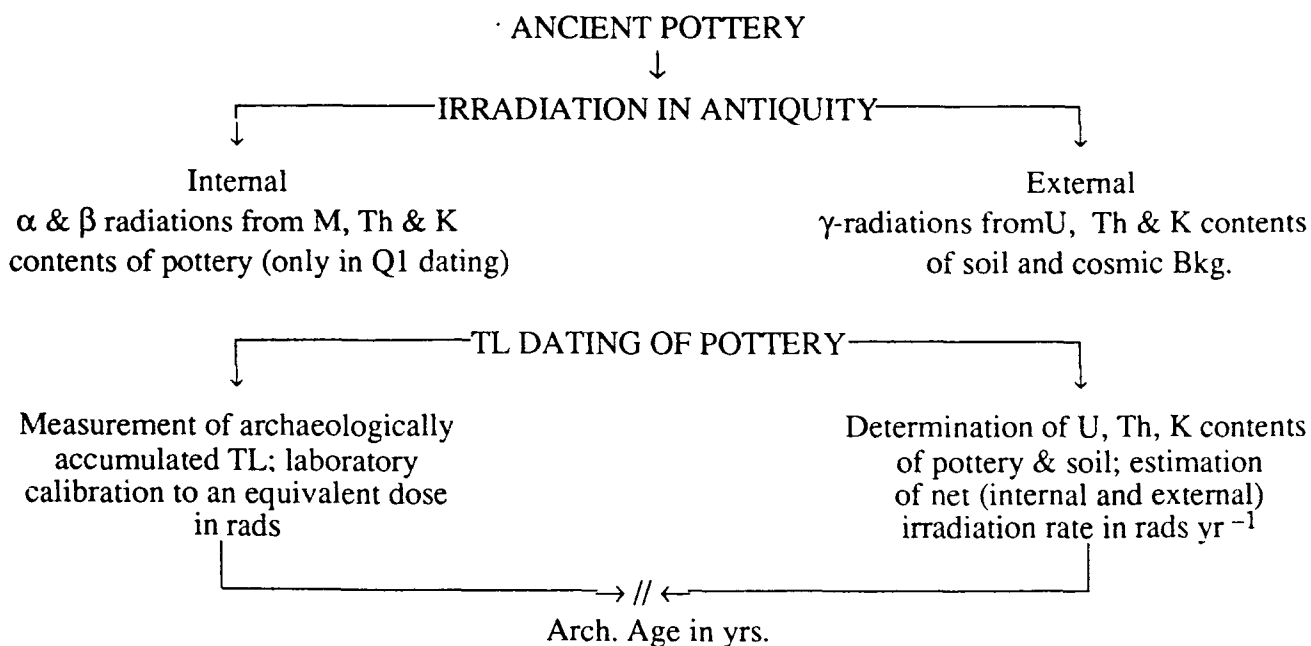 · ANCIENT POTTERY
↓
IRRADIATION IN ANTIQUITY
Internal
α & β radiations from M, Th & K
contents of pottery (only in Q1 dating)
External
γ-radiations fromU, Th & K contents
of soil and cosmic Bkg.
TL DATING OF POTTERY
Measurement of archaeologically
accumulated TL; laboratory
calibration to an equivalent dose
in rads
Determination of U, Th, K contents
of pottery & soil; estimation
of net (internal and external)
irradiation rate in rads yr ⁻¹
→ // ←
Arch. Age in yrs.